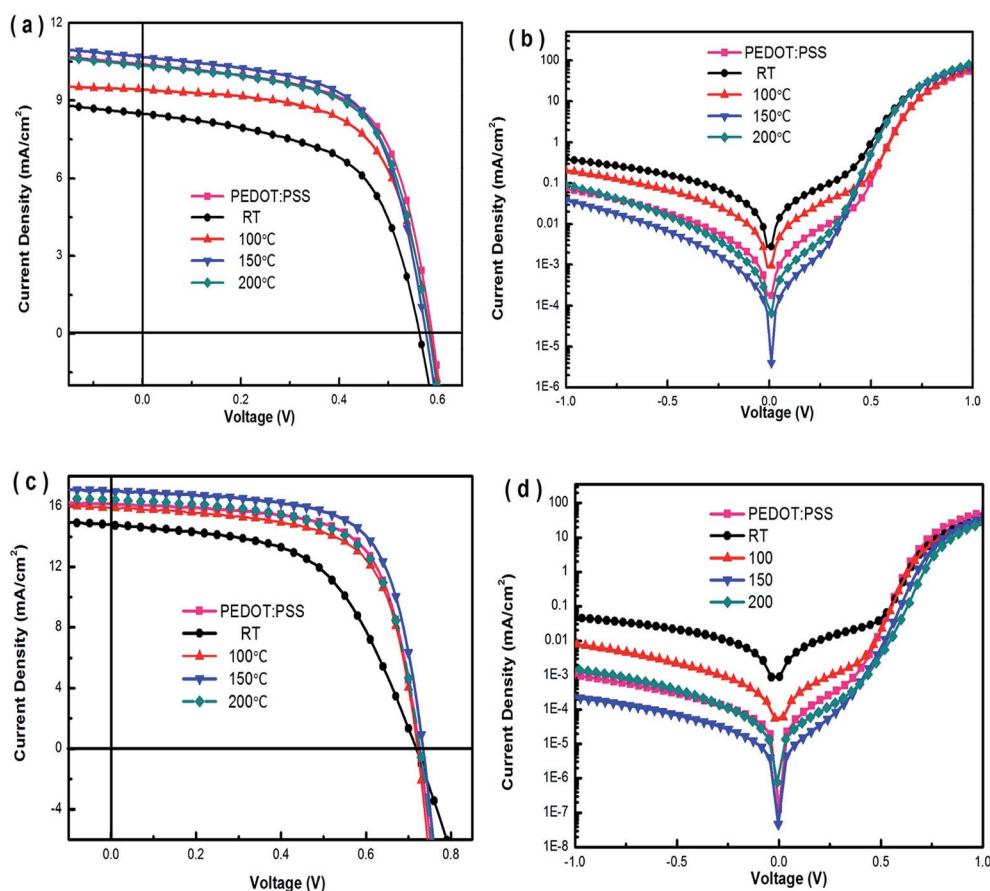 ( a )
12
9
6
3
0
Current Density (mA/cm²)
PEDOT:PSS
RT
100°C
150°C
200°C
0.0 0.2 0.4 0.6
Voltage (V)
( b )
100
10
1
0.1
0.01
1E-3
1E-4
1E-5
1E-6
Current Density (mA/cm²)
PEDOT:PSS
RT
100°C
150°C
200°C
-1.0 -0.5 0.0 0.5 1.0
Voltage (V)
( c )
16
12
8
4
0
-4
Current Density (mA/cm²)
PEDOT:PSS
RT
100°C
150°C
200°C
0.0 0.2 0.4 0.6 0.8
Voltage (V)
( d )
100
10
1
0.1
0.01
1E-3
1E-4
1E-5
1E-6
1E-7
1E-8
Current Density (mA/cm²)
PEDOT:PSS
RT
100
150
200
-1.0 -0.5 0.0 0.5 1.0
Voltage (V)